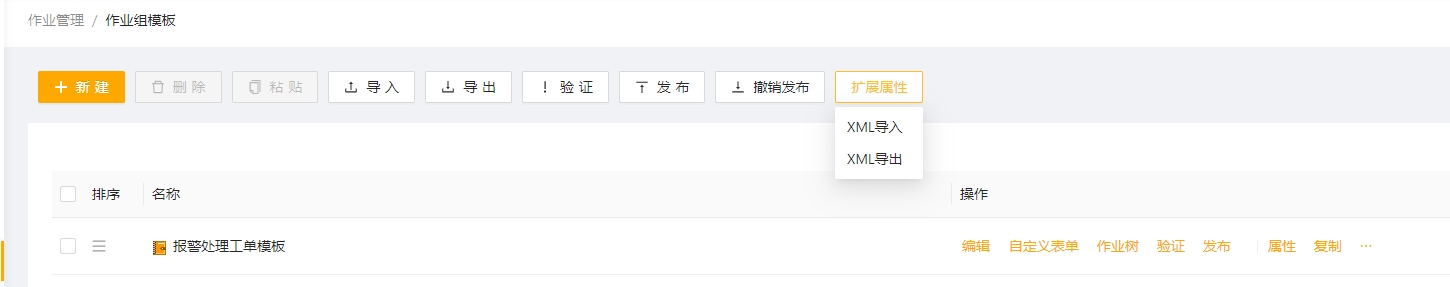 作业管理 / 作业组模板
新建 删除 粘贴 导入 导出 验证 发布 撤销发布 扩展属性
XML导入
XML导出
排序 名称 操作
报警处理工单模板 编辑 自定义表单 作业树 验证 发布 属性 复制 ···